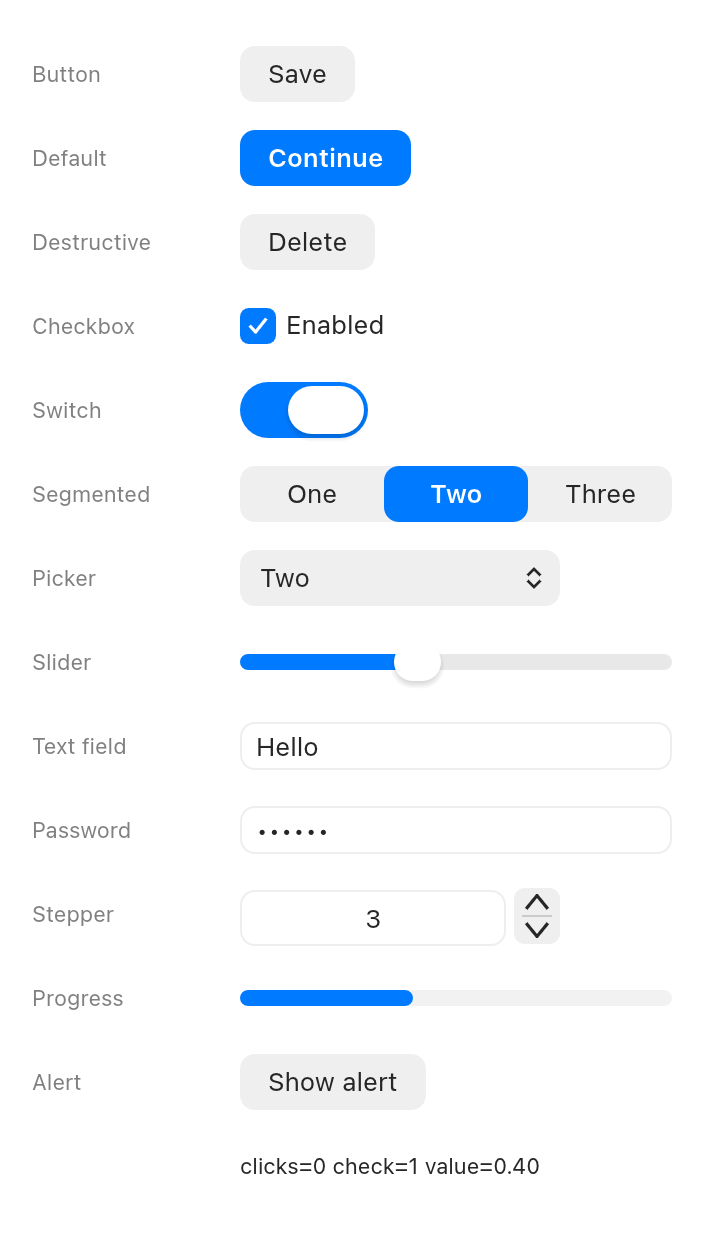 Button Save
Default Continue
Destructive Delete
Checkbox Enabled
Switch
Segmented One Two Three
Picker Two
Slider
Text field Hello
Password ••••••
Stepper 3
Progress
Alert Show alert
clicks=0 check=1 value=0.40